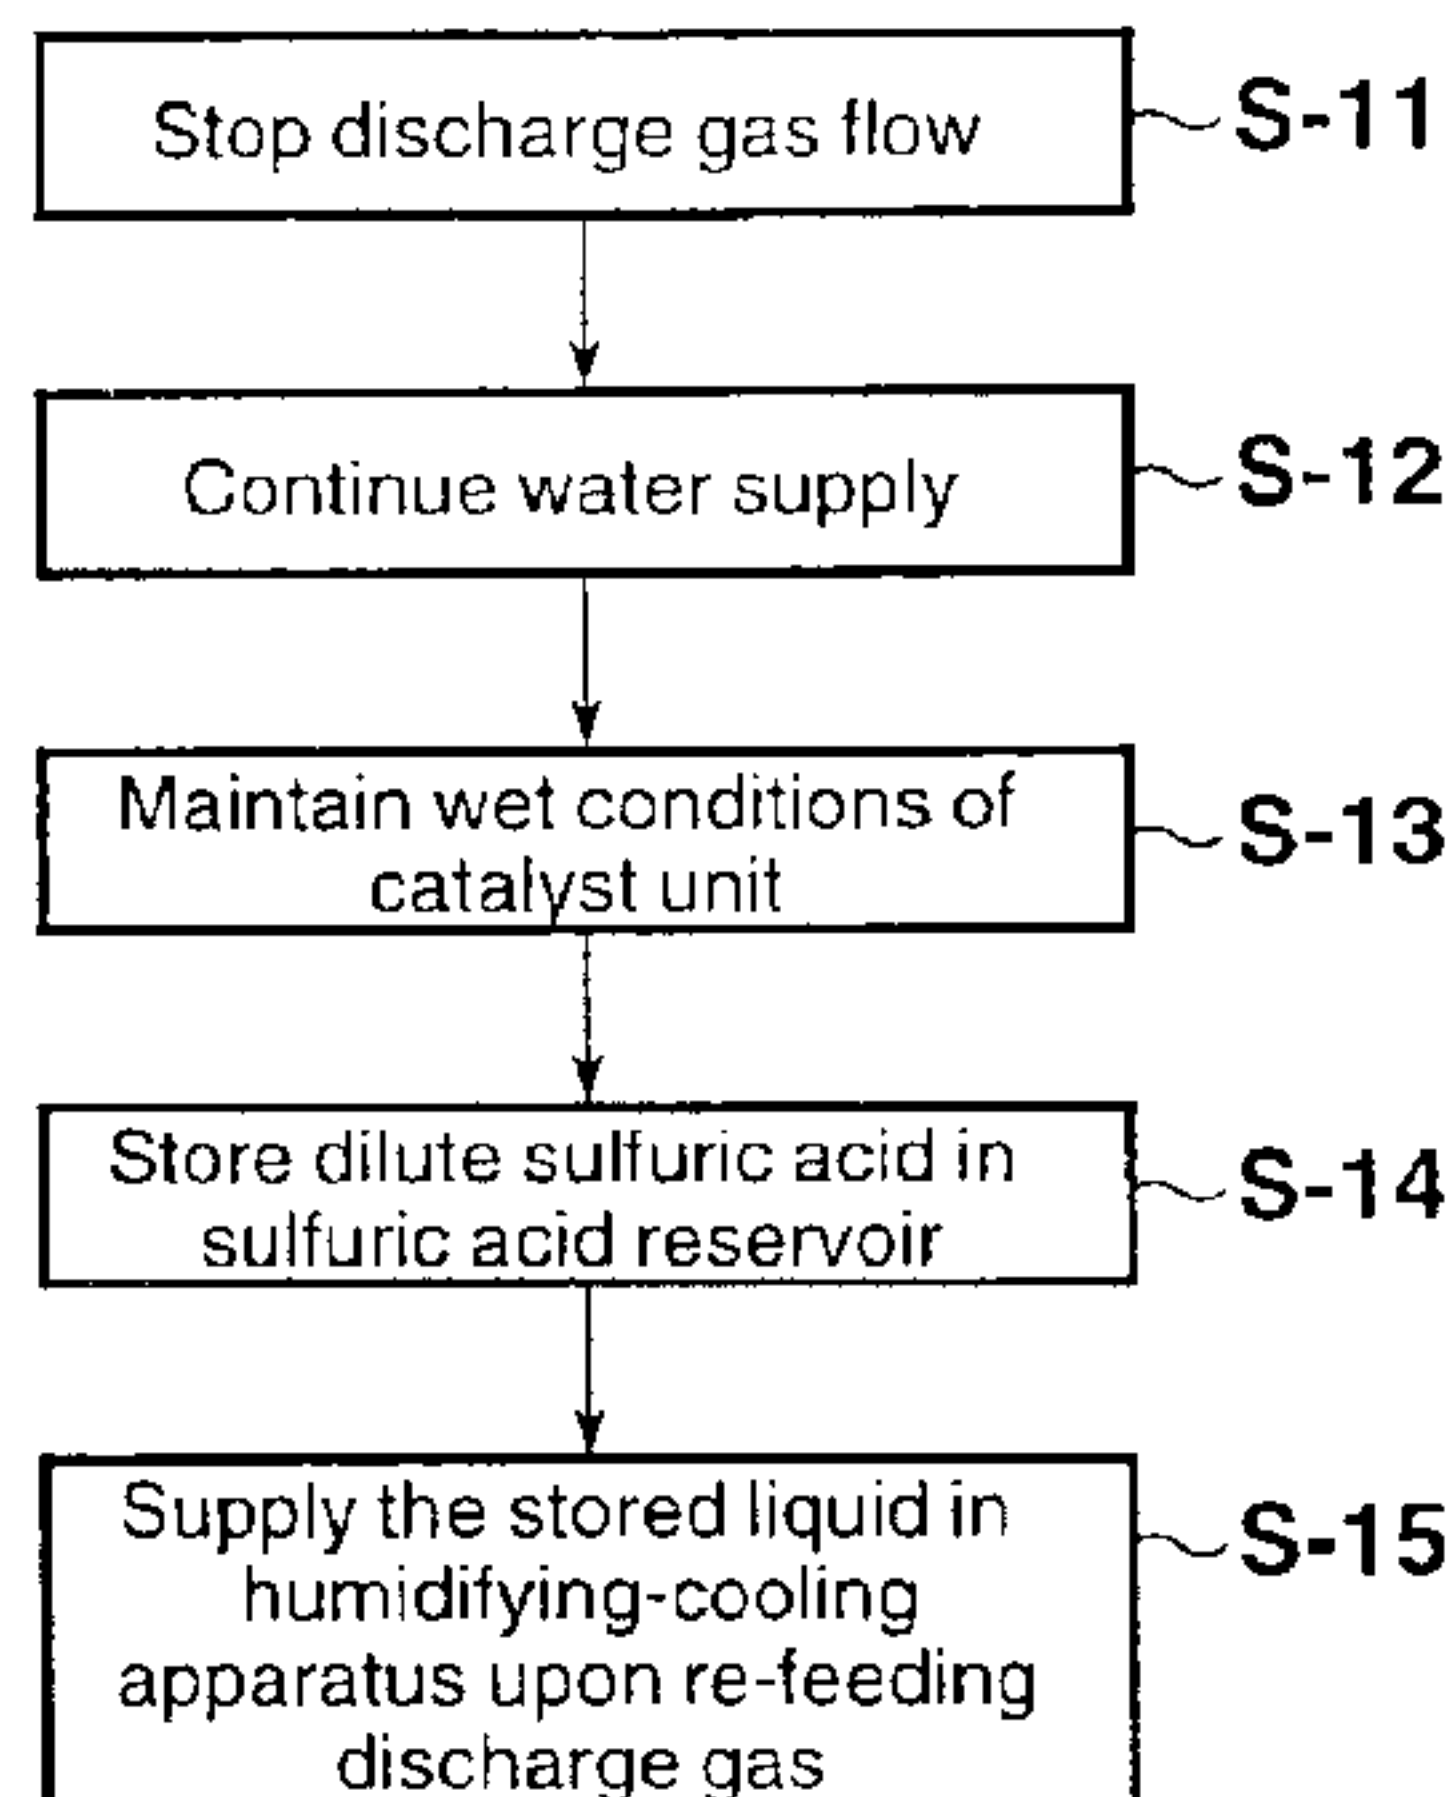 Stop discharge gas flow
S-11
Continue water supply
S-12
Maintain wet conditions of
catalyst unit
S-13
Store dilute sulfuric acid in
sulfuric acid reservoir
S-14
Supply the stored liquid in
humidifying-cooling
apparatus upon re-feeding
discharge gas
S-15